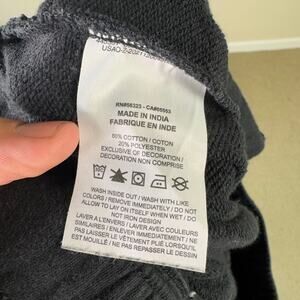 RN#56323 - CA#05553
MADE IN INDIA
FABRIQUE EN INDE
80% COTTON / COTON
20% POLYESTER
EXCLUSIVE OF DECORATION /
DECORATION NON COMPRISE
WASH INSIDE OUT / WASH WITH LIKE
COLORS / REMOVE IMMEDIATELY / DO NOT
ALLOW TO LAY ON ITSELF WHEN WET / DO
NOT IRON DESIGN
LAVER A L'ENVERS / LAVER AVEC COULEURS
SIMILAIRES / ENLEVER IMMEDIATEMENT / NE
PAS LAISSER LE VÊTEMENT PLIÉ LORSQU'IL
EST MOUILLÉ / NE PAS REPASSER LE DESSIN